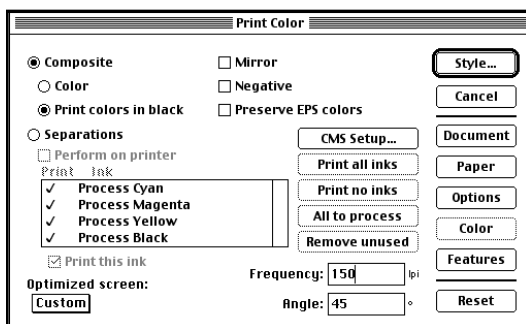 Print Color
Composite
Color
Print colors in black
Separations
Perform on printer
Print Ink
✓ Process Cyan
✓ Process Magenta
✓ Process Yellow
✓ Process Black
Print this ink
Optimized screen:
Custom
Mirror
Negative
Preserve EPS colors
CMS Setup...
Print all inks
Print no inks
All to process
Remove unused
Frequency: 150 lpi
Angle: 45 °
Style...
Cancel
Document
Paper
Options
Color
Features
Reset